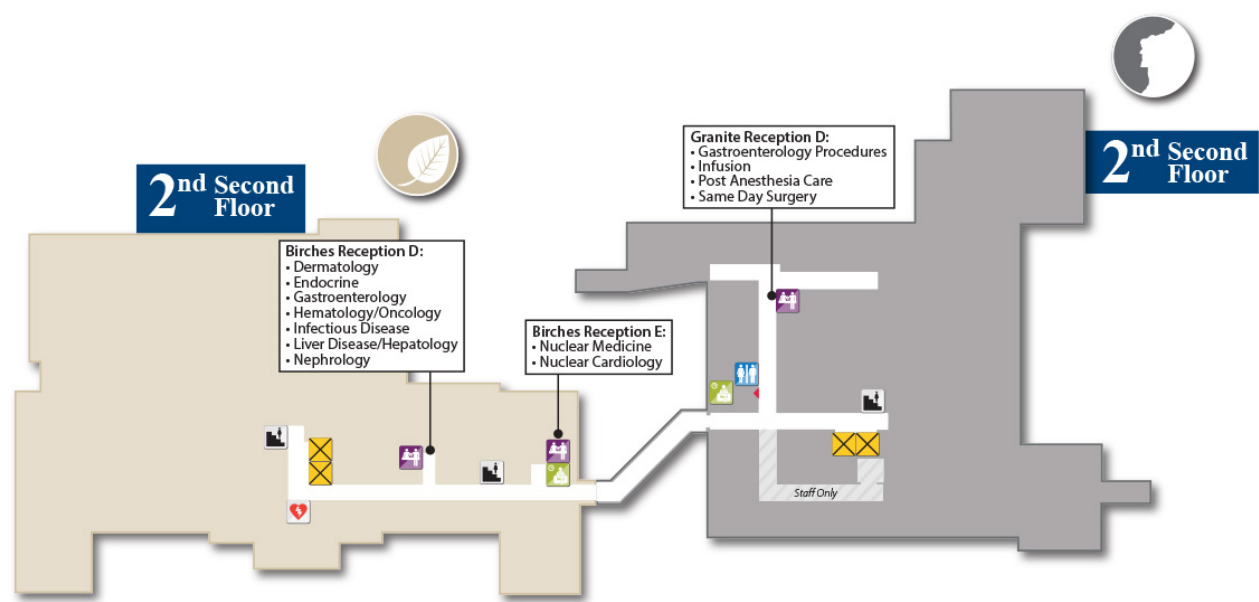 2nd Second
Floor
Birches Reception D:
• Dermatology
• Endocrine
• Gastroenterology
• Hematology/Oncology
• Infectious Disease
• Liver Disease/Hepatology
• Nephrology
Birches Reception E:
• Nuclear Medicine
• Nuclear Cardiology
Granite Reception D:
• Gastroenterology Procedures
• Infusion
• Post Anesthesia Care
• Same Day Surgery
2nd Second
Floor
Staff Only